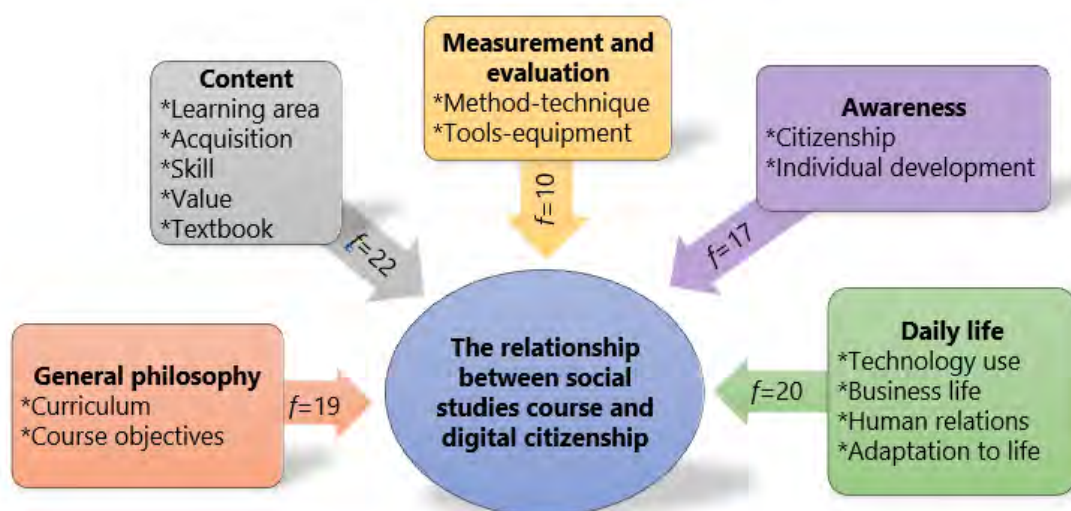 Content
*Learning area
*Acquisition
*Skill
*Value
*Textbook
f=22
Measurement and
evaluation
*Method-technique
*Tools-equipment
f=10
Awareness
*Citizenship
*Individual development
f=17
General philosophy
*Curriculum
*Course objectives
f=19
The relationship
between social
studies course and
digital citizenship
Daily life
*Technology use
*Business life
*Human relations
*Adaptation to life
f=20